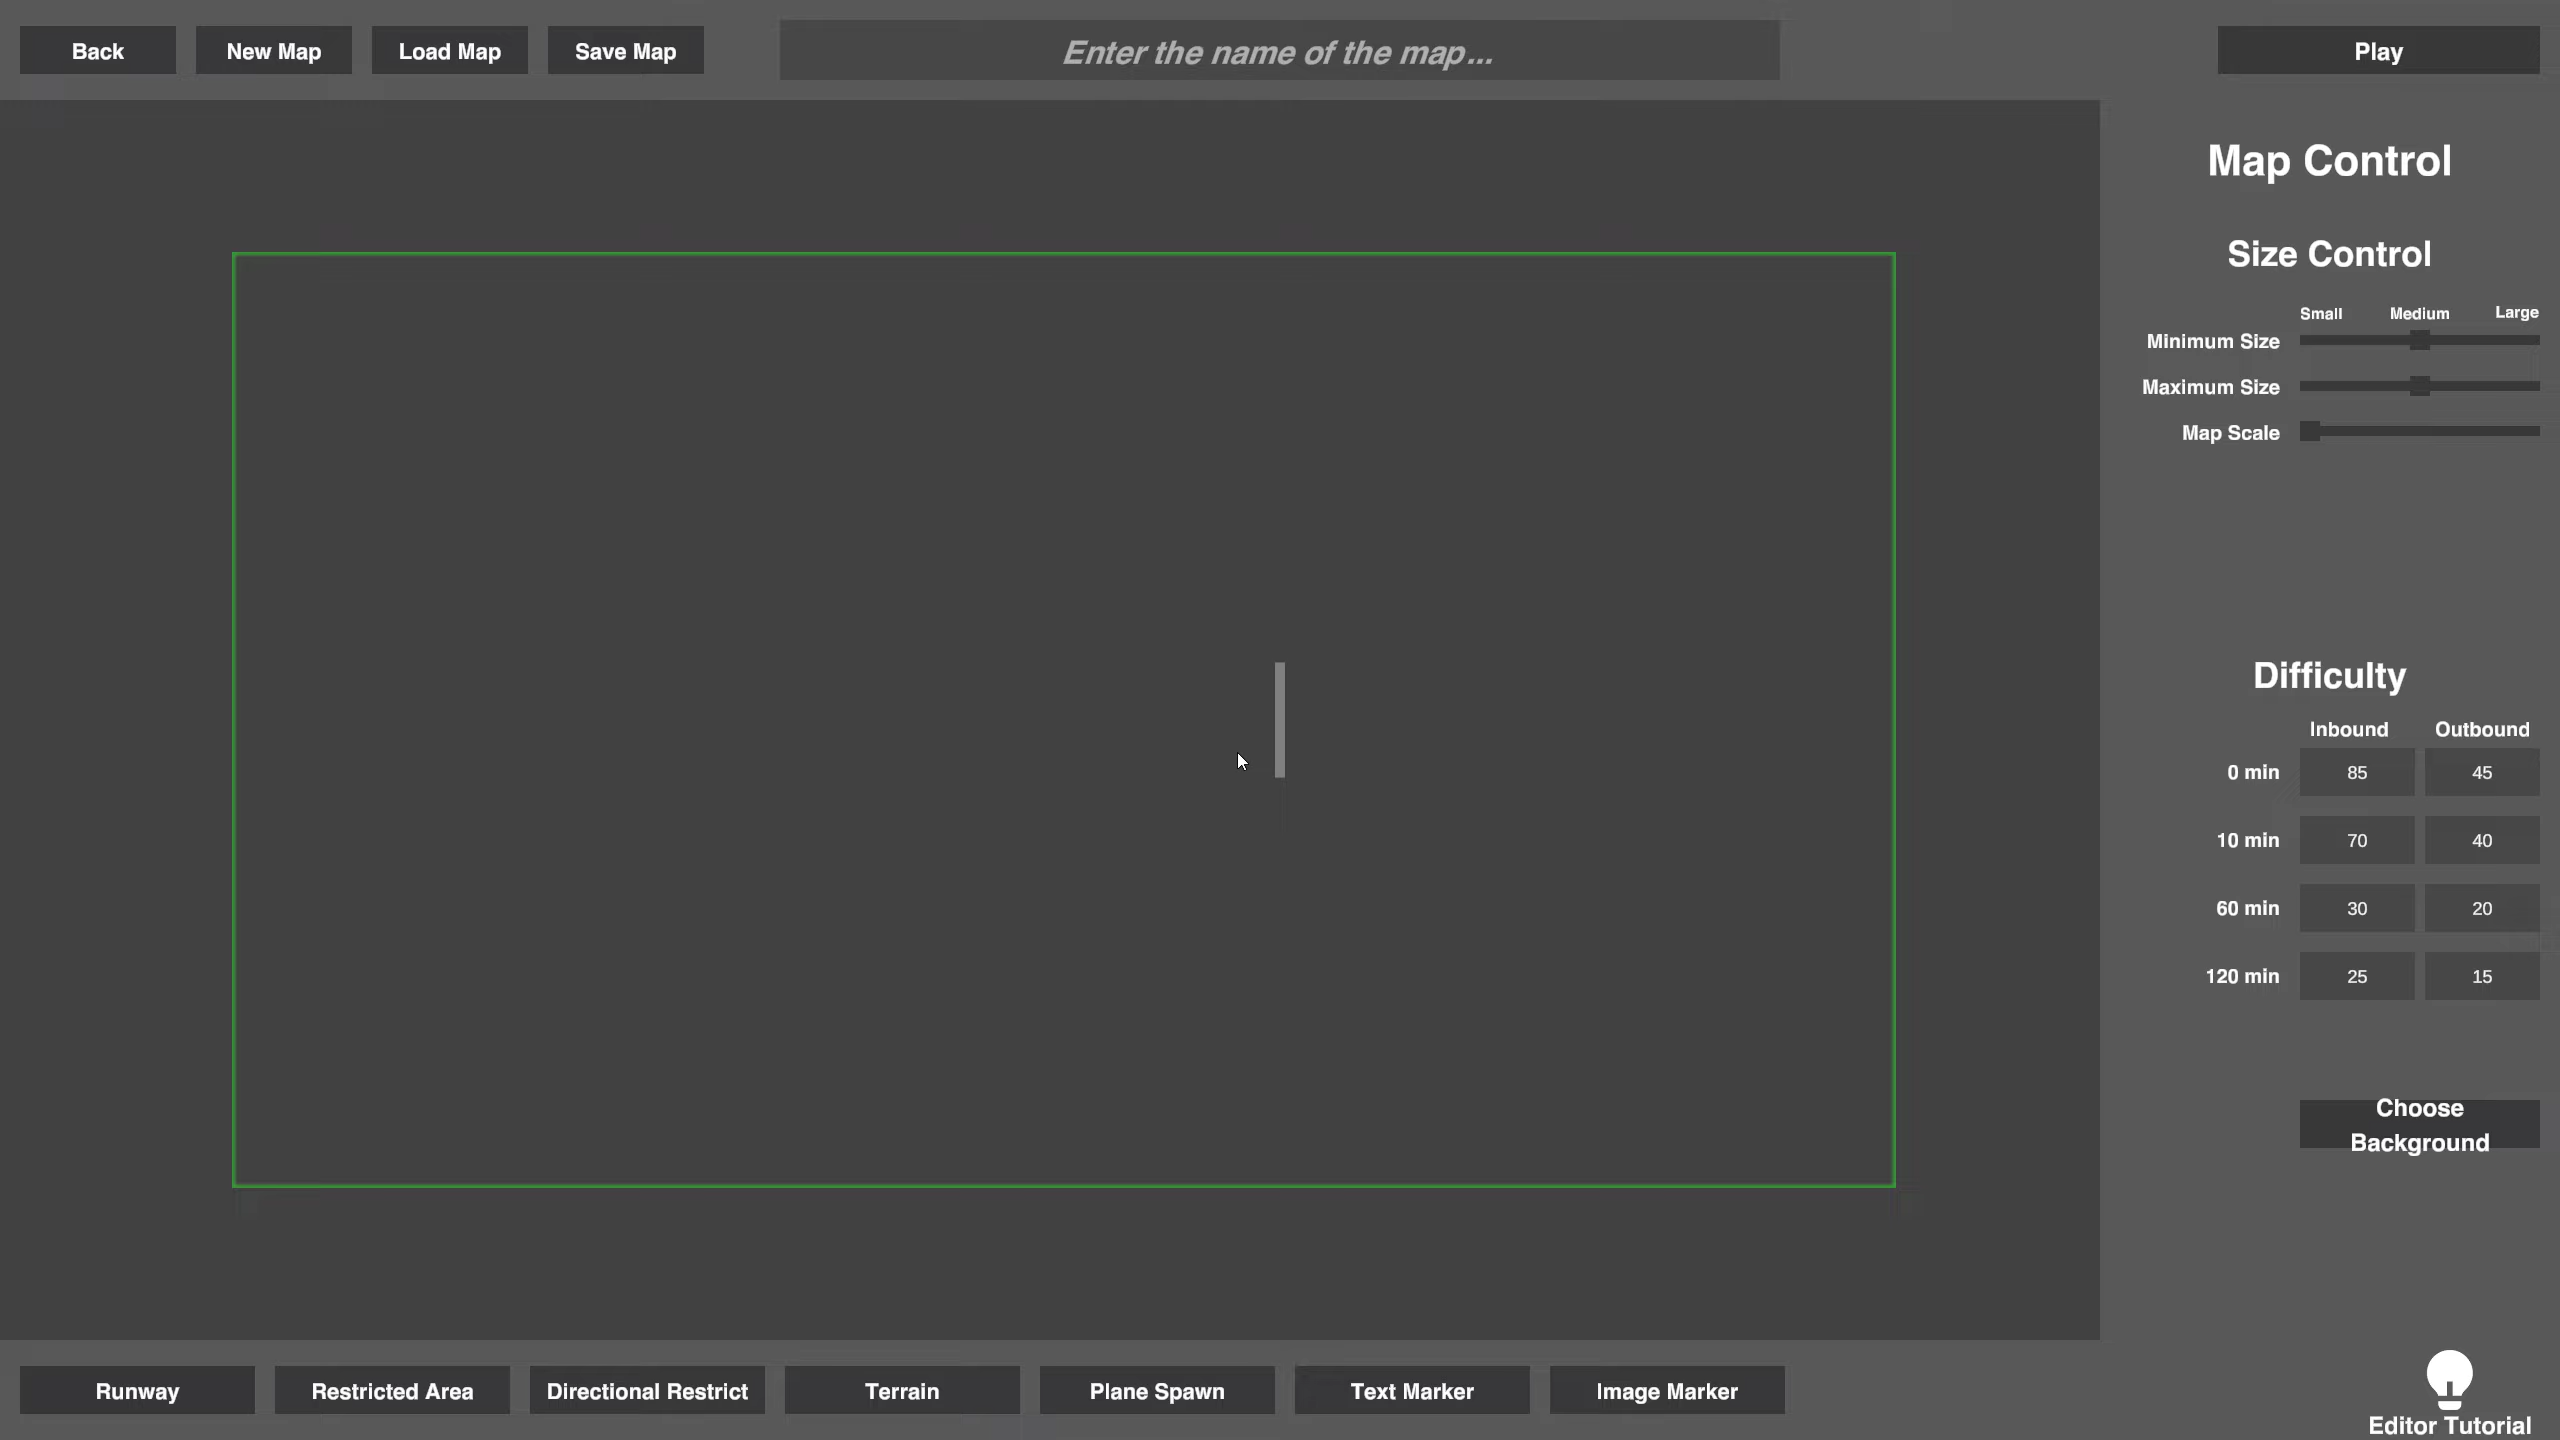 Back
New Map
Load Map
Save Map
Enter the name of the map...
Play
Map Control
Size Control
Small Medium Large
Minimum Size
Maximum Size
Map Scale
Difficulty
Inbound Outbound
0 min 85 45
10 min 70 40
60 min 30 20
120 min 25 15
Choose
Background
Runway
Restricted Area
Directional Restrict
Terrain
Plane Spawn
Text Marker
Image Marker
Editor Tutorial